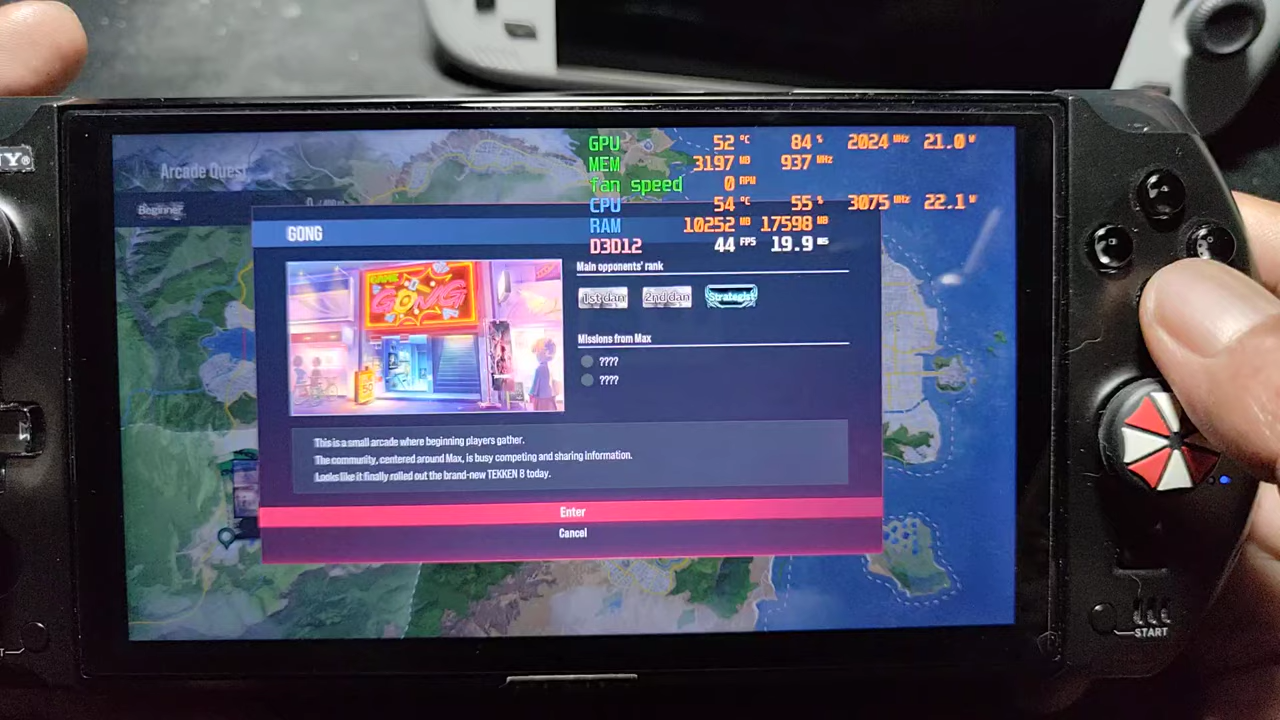 Arcade Quest
Beginner
GPU 52 °C 84 % 2024 MHz 21.0 W
MEM 3197 MB 937 MHz
fan speed 0 RPM
CPU 54 °C 55 % 3075 MHz 22.1 W
RAM 10252 MB 17598 MB
D3D12 44 FPS 19.9 ms
GONG
GAME
GONG
50
Main opponents' rank
1st dan 2nd dan Strategist
Missions from Max
????
????
This is a small arcade where beginning players gather.
The community, centered around Max, is busy competing and sharing information.
Looks like it finally rolled out the brand-new TEKKEN 8 today.
Enter
Cancel
START